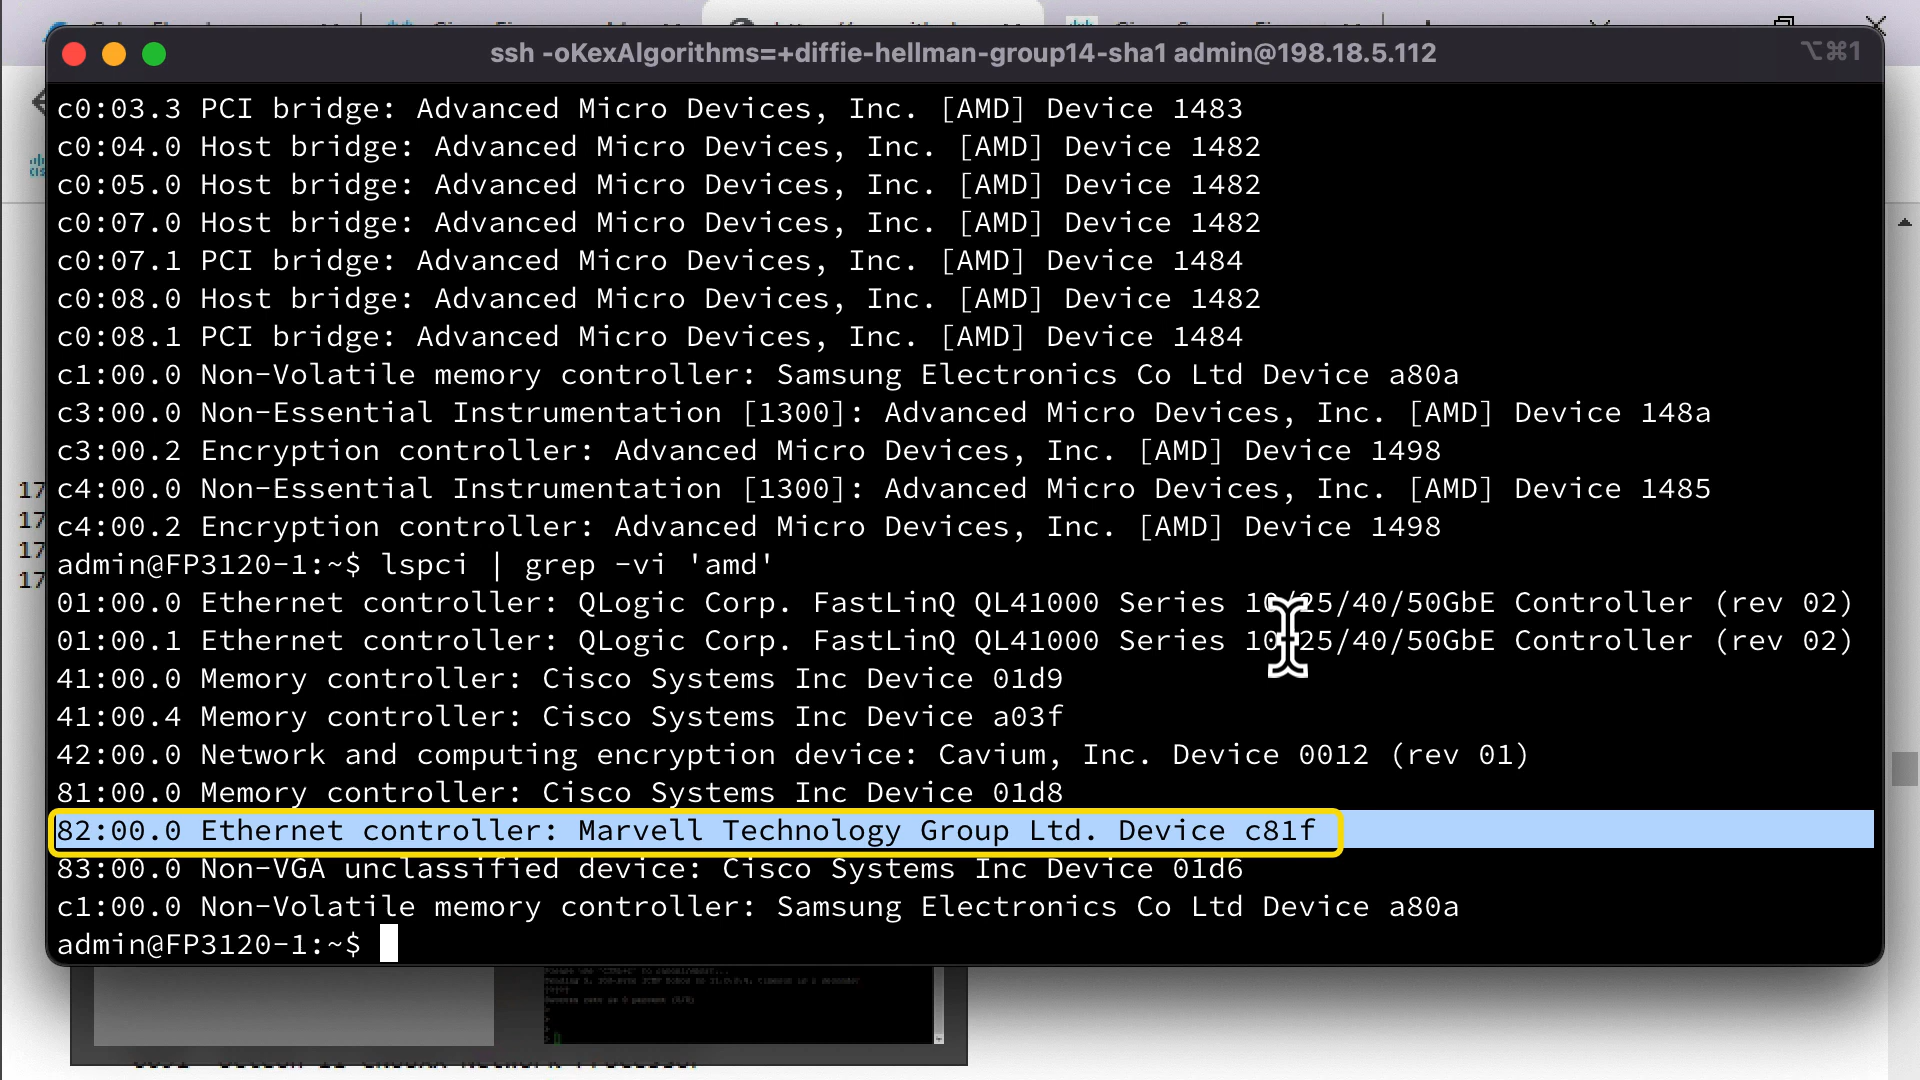 ssh -oKexAlgorithms=+diffie-hellman-group14-sha1 admin@198.18.5.112
⌥⌘1
c0:03.3 PCI bridge: Advanced Micro Devices, Inc. [AMD] Device 1483
c0:04.0 Host bridge: Advanced Micro Devices, Inc. [AMD] Device 1482
c0:05.0 Host bridge: Advanced Micro Devices, Inc. [AMD] Device 1482
c0:07.0 Host bridge: Advanced Micro Devices, Inc. [AMD] Device 1482
c0:07.1 PCI bridge: Advanced Micro Devices, Inc. [AMD] Device 1484
c0:08.0 Host bridge: Advanced Micro Devices, Inc. [AMD] Device 1482
c0:08.1 PCI bridge: Advanced Micro Devices, Inc. [AMD] Device 1484
c1:00.0 Non-Volatile memory controller: Samsung Electronics Co Ltd Device a80a
c3:00.0 Non-Essential Instrumentation [1300]: Advanced Micro Devices, Inc. [AMD] Device 148a
c3:00.2 Encryption controller: Advanced Micro Devices, Inc. [AMD] Device 1498
c4:00.0 Non-Essential Instrumentation [1300]: Advanced Micro Devices, Inc. [AMD] Device 1485
c4:00.2 Encryption controller: Advanced Micro Devices, Inc. [AMD] Device 1498
admin@FP3120-1:~$ lspci | grep -vi 'amd'
01:00.0 Ethernet controller: QLogic Corp. FastLinQ QL41000 Series 10/25/40/50GbE Controller (rev 02)
01:00.1 Ethernet controller: QLogic Corp. FastLinQ QL41000 Series 10/25/40/50GbE Controller (rev 02)
41:00.0 Memory controller: Cisco Systems Inc Device 01d9
41:00.4 Memory controller: Cisco Systems Inc Device a03f
42:00.0 Network and computing encryption device: Cavium, Inc. Device 0012 (rev 01)
81:00.0 Memory controller: Cisco Systems Inc Device 01d8
82:00.0 Ethernet controller: Marvell Technology Group Ltd. Device c81f
83:00.0 Non-VGA unclassified device: Cisco Systems Inc Device 01d6
c1:00.0 Non-Volatile memory controller: Samsung Electronics Co Ltd Device a80a
admin@FP3120-1:~$
17
17
17
17